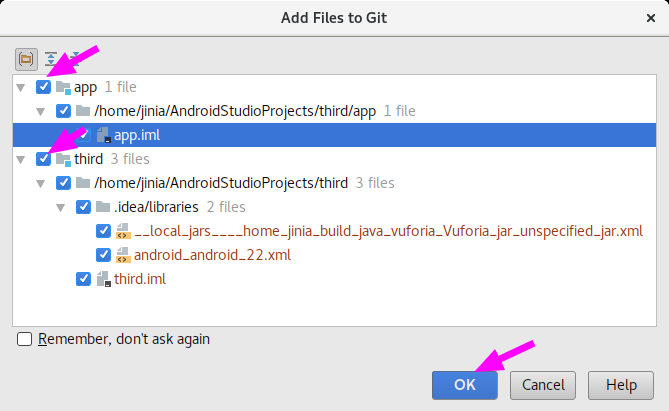 Add Files to Git
app 1 file
/home/jinia/AndroidStudioProjects/third/app 1 file
app.iml
third 3 files
/home/jinia/AndroidStudioProjects/third 3 files
.idea/libraries 2 files
__local_jars____home_jinia_build_java_vuforia_Vuforia_jar_unspecified_jar.xml
android_android_22.xml
third.iml
Remember, don't ask again
OK Cancel Help